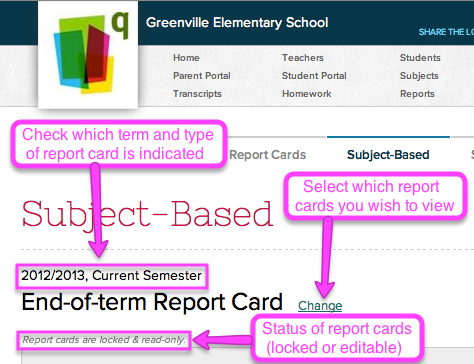 q
Greenville Elementary School
SHARE THE
Home Teachers Students
Parent Portal Student Portal Subjects
Transcripts Homework Reports
Check which term and type
of report card is indicated
Report Cards Subject-Based S
Select which report
cards you wish to view
Subject-Based
2012/2013, Current Semester
End-of-term Report Card Change
Report cards are locked & read-only.
Status of report cards
(locked or editable)